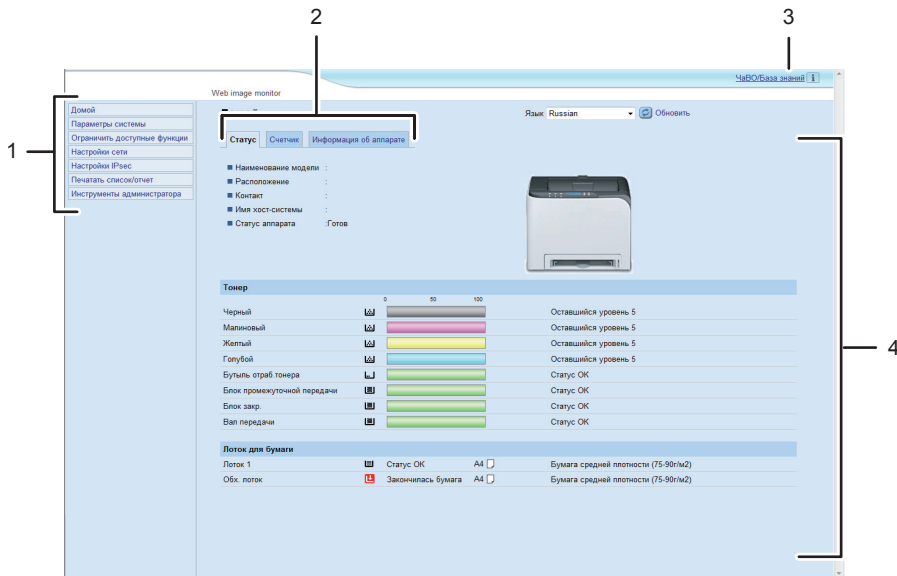 2
3
ЧаВО/База знаний
Web image monitor
1
Домой
Параметры системы
Ограничить доступные функции
Настройки сети
Настройки IPsec
Печатать список/отчет
Инструменты администратора
Язык Russian Обновить
Статус Счетчик Информация об аппарате
Наименование модели :
Расположение :
Контакт :
Имя хост-системы :
Статус аппарата :Готов
Тонер
0 50 100
Черный Оставшийся уровень 5
Малиновый Оставшийся уровень 5
Желтый Оставшийся уровень 5
Голубой Оставшийся уровень 5
Бутыль отраб.тонера Статус OK
Блок промежуточной передачи Статус OK
Блок закр. Статус OK
Вал передачи Статус OK
4
Лоток для бумаги
Лоток 1 Статус OK A4 Бумага средней плотности (75-90г/м2)
Обх. лоток Закончилась бумага A4 Бумага средней плотности (75-90г/м2)